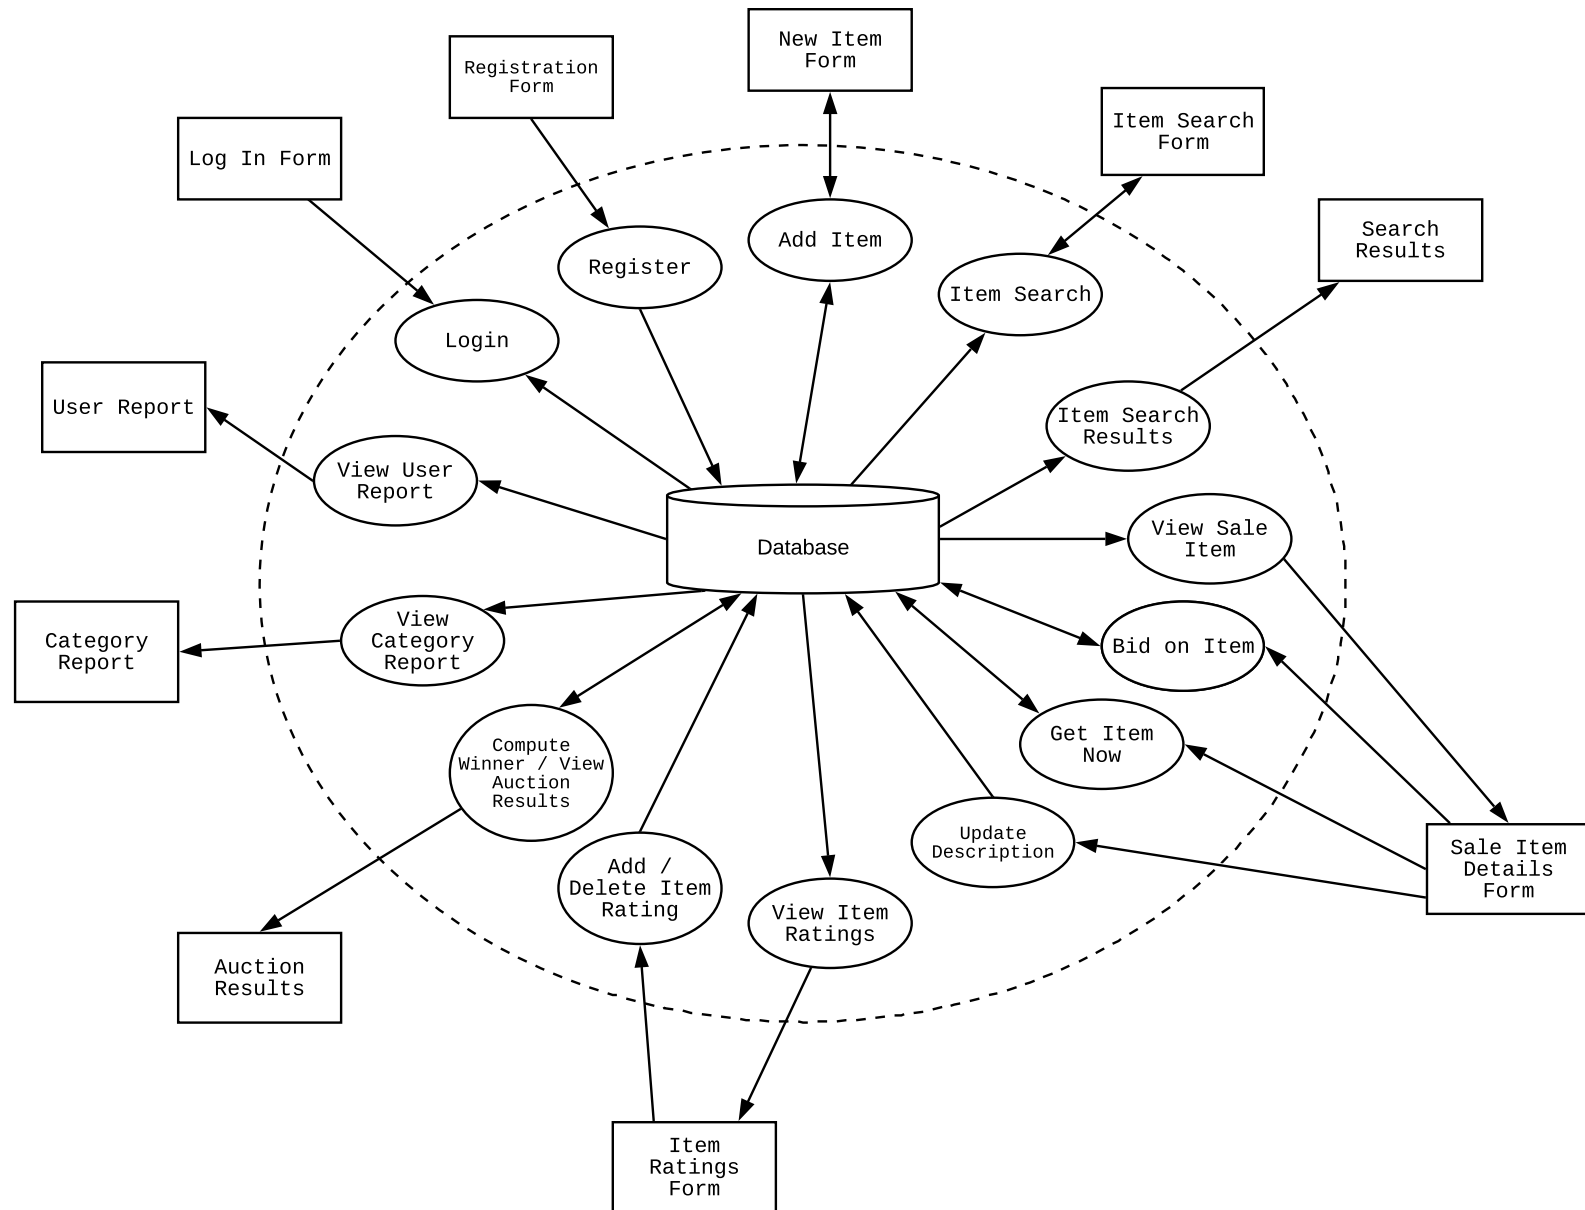 New Item
Form
Registration
Form
Item Search
Form
Log In Form
Search
Results
Add Item
Register
Item Search
Login
User Report
Item Search
Results
View User
Report
View Sale
Item
Database
View
Category
Report
Category
Report
Bid on Item
Get Item
Now
Compute
Winner / View
Auction
Results
Update
Description
Sale Item
Details
Form
Add /
Delete Item
Rating
View Item
Ratings
Auction
Results
Item
Ratings
Form